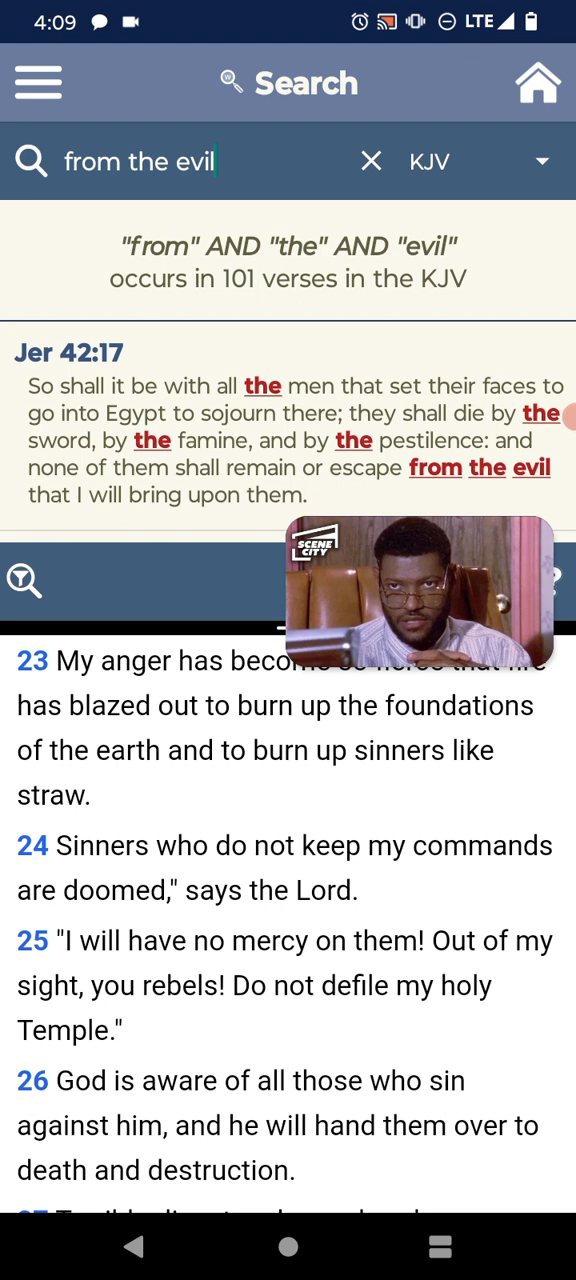 4:09
LTE
Search
from the evil
KJV
"from" AND "the" AND "evil"
occurs in 101 verses in the KJV
Jer 42:17
So shall it be with all the men that set their faces to
go into Egypt to sojourn there; they shall die by the
sword, by the famine, and by the pestilence: and
none of them shall remain or escape from the evil
that I will bring upon them.
SCENE
CITY
?
23 My anger has become so fierce that fire
has blazed out to burn up the foundations
of the earth and to burn up sinners like
straw.
24 Sinners who do not keep my commands
are doomed," says the Lord.
25 "I will have no mercy on them! Out of my
sight, you rebels! Do not defile my holy
Temple."
26 God is aware of all those who sin
against him, and he will hand them over to
death and destruction.